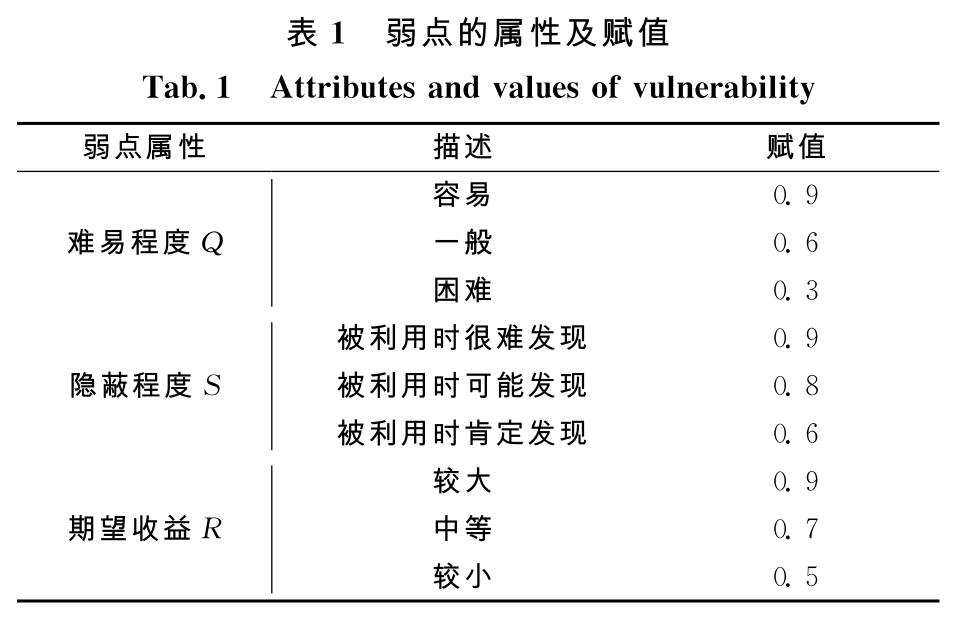 表 1 弱点的属性及赋值
Tab. 1 Attributes and values of vulnerability
弱点属性 描述 赋值
容易 0.9
难易程度 Q 一般 0.6
困难 0.3
被利用时很难发现 0.9
隐蔽程度 S 被利用时可能发现 0.8
被利用时肯定发现 0.6
较大 0.9
期望收益 R 中等 0.7
较小 0.5